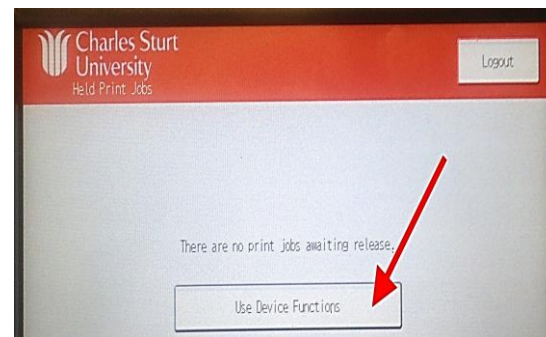 Charles Sturt
University
Held Print Jobs
Logout
There are no print jobs awaiting release.
Use Device Functions